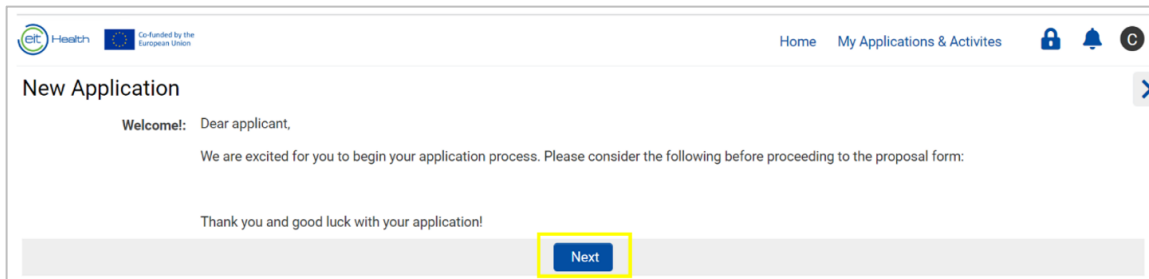 eit Health
Co-funded by the
European Union
Home My Applications & Activites C
New Application
Welcome!: Dear applicant,
We are excited for you to begin your application process. Please consider the following before proceeding to the proposal form:
Thank you and good luck with your application!
Next